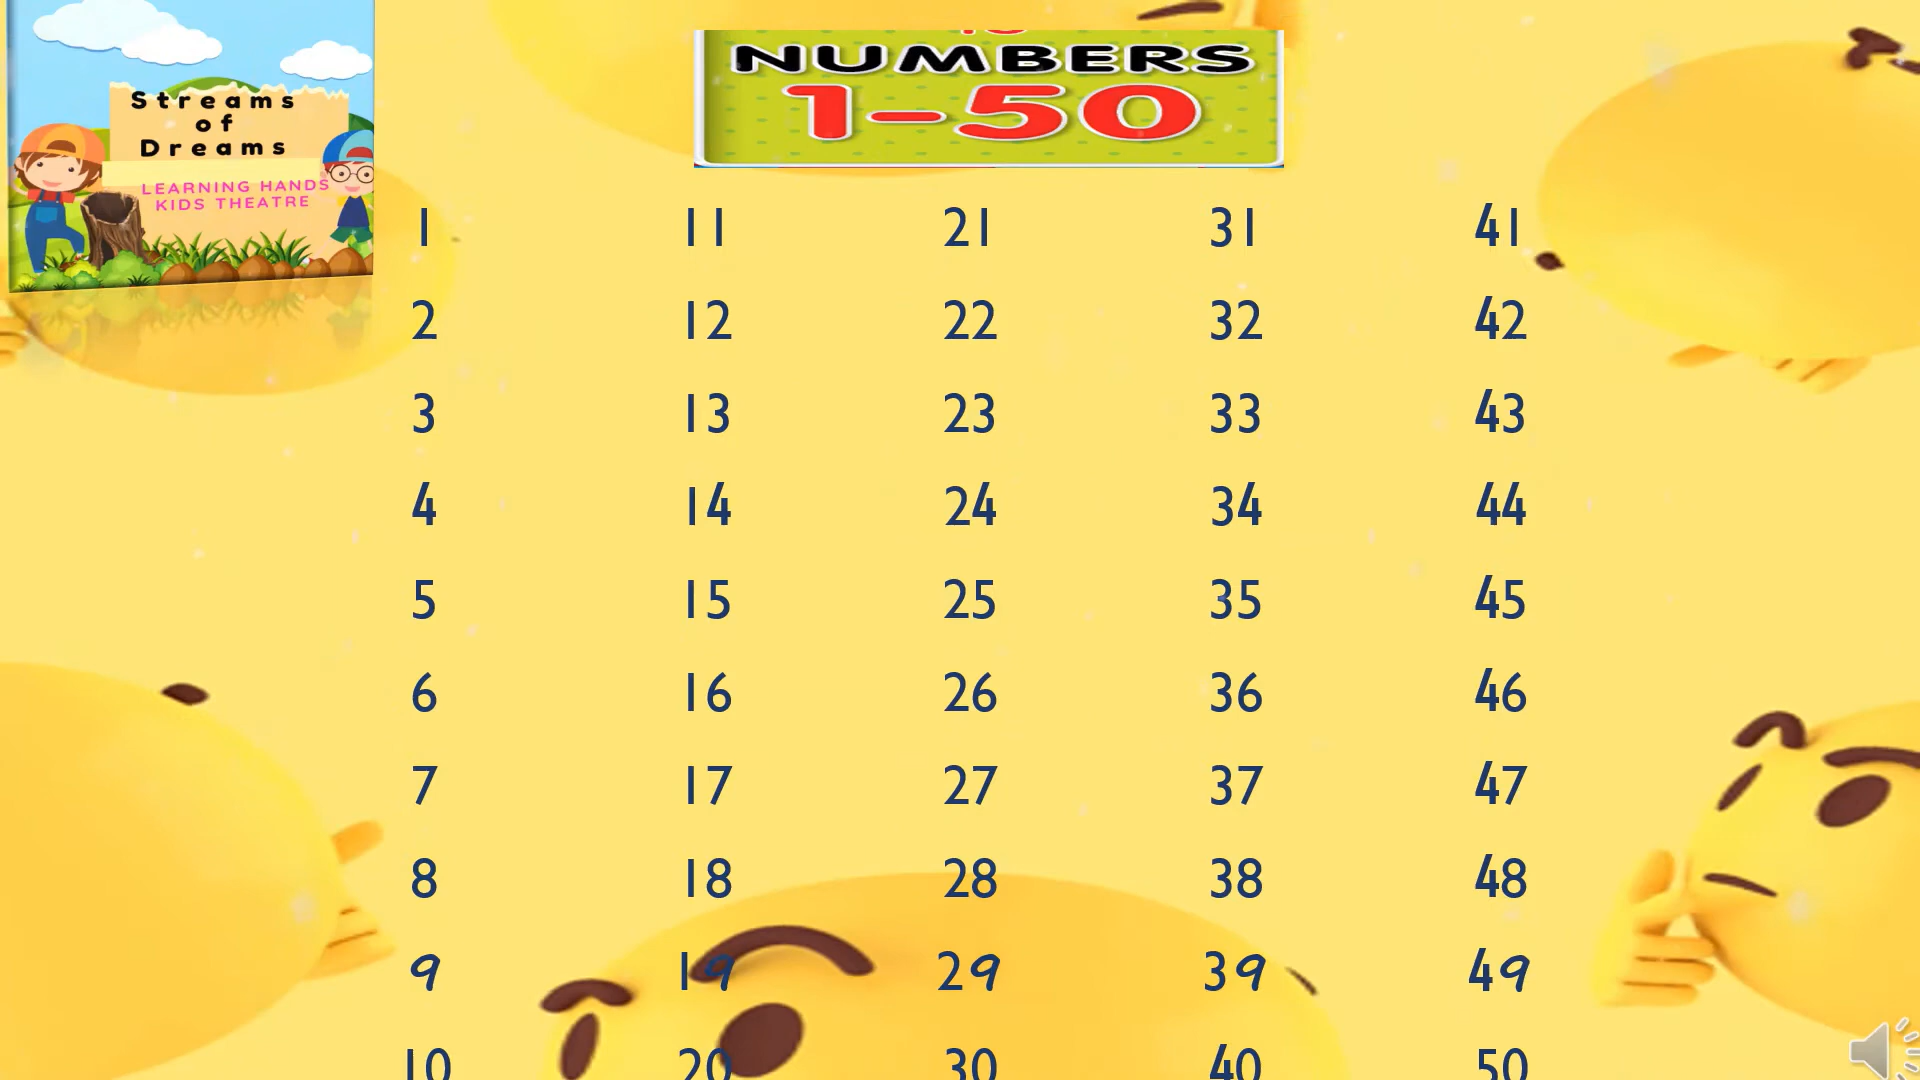 Streams
of
Dreams
LEARNING HANDS
KIDS THEATRE
NUMBERS
1-50
1 11 21 31 41
2 12 22 32 42
3 13 23 33 43
4 14 24 34 44
5 15 25 35 45
6 16 26 36 46
7 17 27 37 47
8 18 28 38 48
9 19 29 39 49
10 20 30 40 50